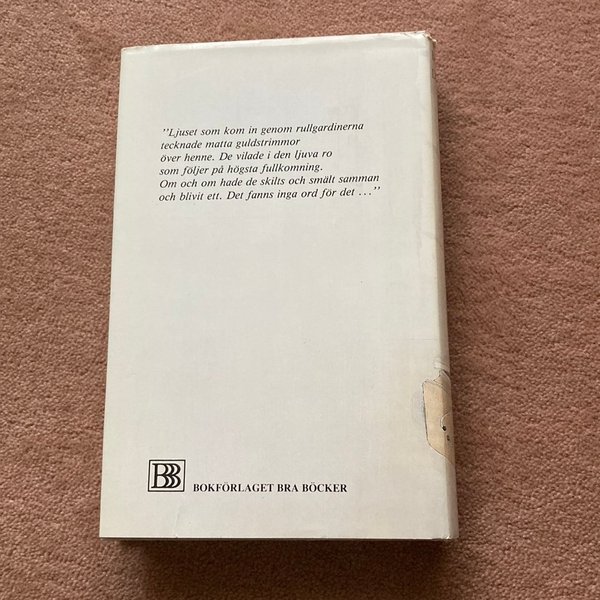 "Ljuset som kom in genom rullgardinerna
tecknade matta guldstrimmor
över henne. De vilade i den ljuva ro
som följer på högsta fullkomning.
Om och om hade de skilts och smält samman
och blivit ett. Det fanns inga ord för det ..."
BBB
BOKFÖRLAGET BRA BÖCKER